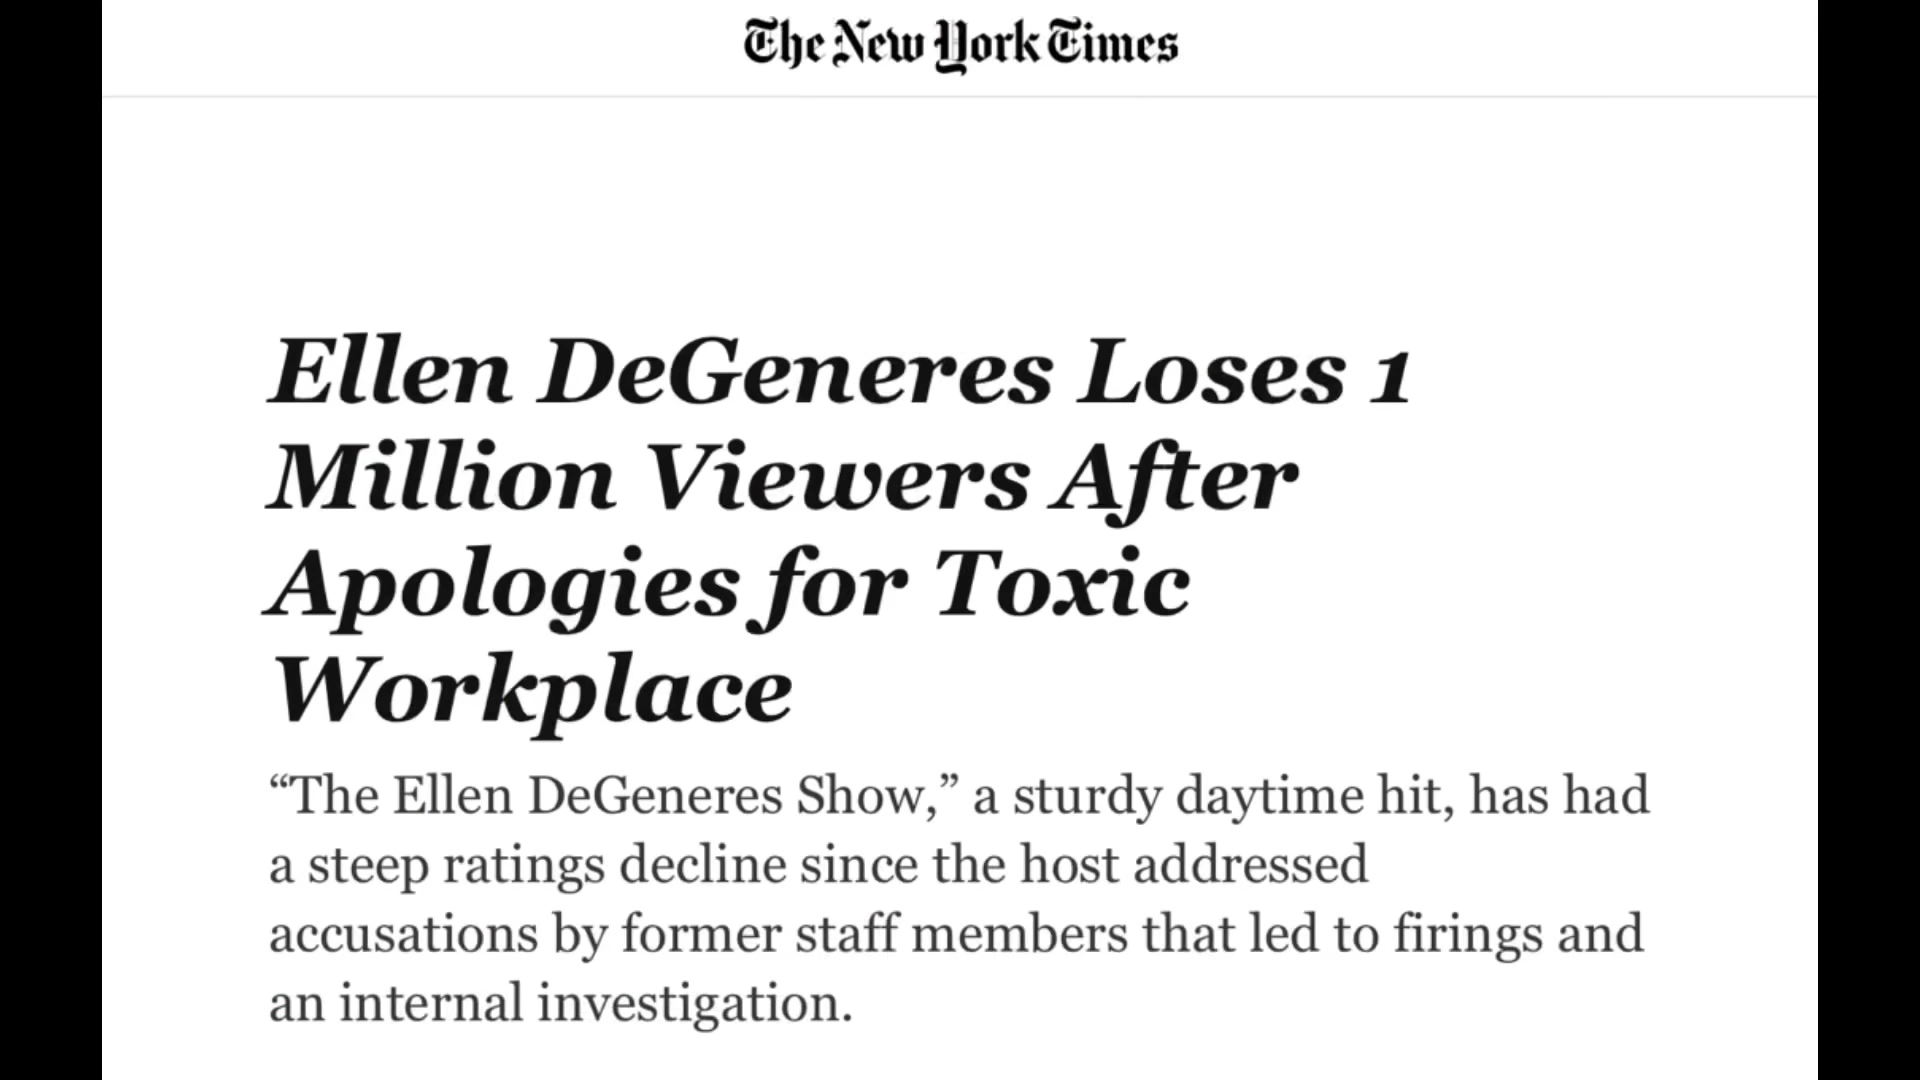 The New York Times
Ellen DeGeneres Loses 1
Million Viewers After
Apologies for Toxic
Workplace
“The Ellen DeGeneres Show,” a sturdy daytime hit, has had
a steep ratings decline since the host addressed
accusations by former staff members that led to firings and
an internal investigation.